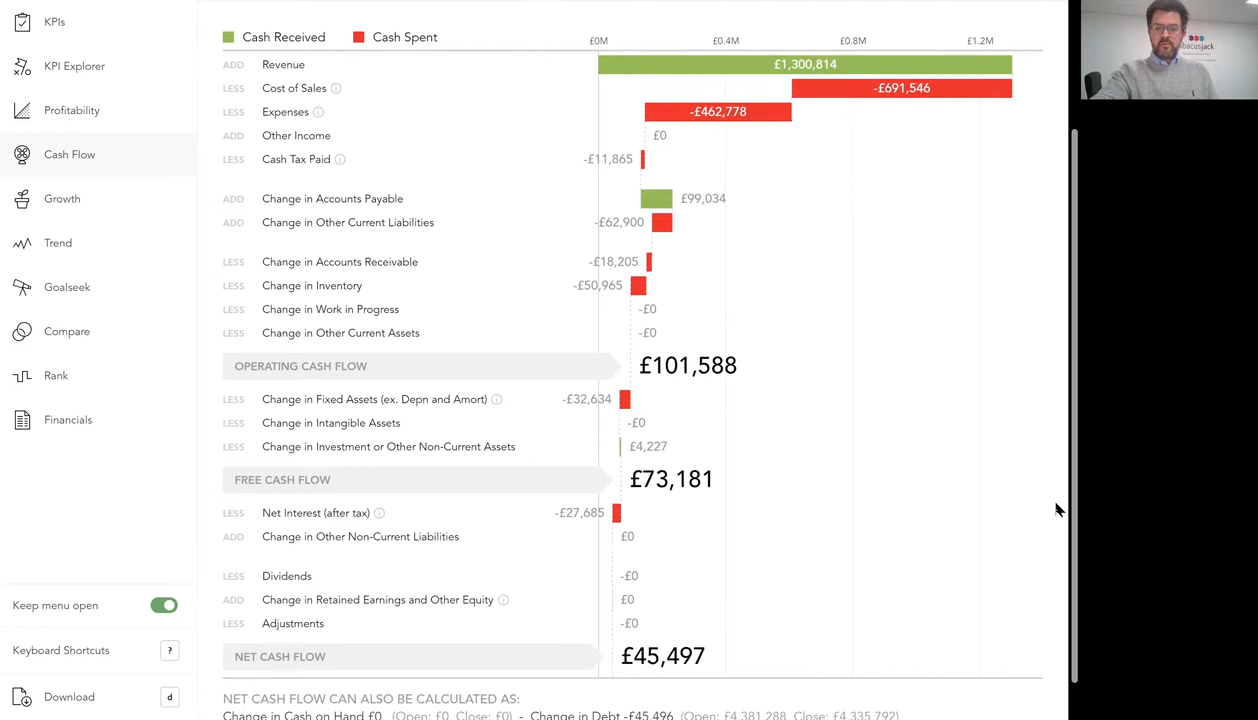 KPIs
KPI Explorer
Profitability
Cash Flow
Growth
Trend
Goalseek
Compare
Rank
Financials
Keep menu open
Keyboard Shortcuts ?
Download d
Cash Received Cash Spent £0M £0.4M £0.8M £1.2M
ADD Revenue £1,300,814
LESS Cost of Sales -£691,546
LESS Expenses -£462,778
ADD Other Income £0
LESS Cash Tax Paid -£11,865
ADD Change in Accounts Payable £99,034
ADD Change in Other Current Liabilities -£62,900
LESS Change in Accounts Receivable -£18,205
LESS Change in Inventory -£50,965
LESS Change in Work in Progress -£0
LESS Change in Other Current Assets -£0
OPERATING CASH FLOW £101,588
LESS Change in Fixed Assets (ex. Depn and Amort) -£32,634
LESS Change in Intangible Assets -£0
LESS Change in Investment or Other Non-Current Assets £4,227
FREE CASH FLOW £73,181
LESS Net Interest (after tax) -£27,685
ADD Change in Other Non-Current Liabilities £0
LESS Dividends -£0
ADD Change in Retained Earnings and Other Equity £0
LESS Adjustments -£0
NET CASH FLOW £45,497
NET CASH FLOW CAN ALSO BE CALCULATED AS:
Change in Cash on Hand £0 (Open: £0, Close: £0) - Change in Debt -£45,496 (Open: £4,381,288, Close: £4,335,792)
abacusjack